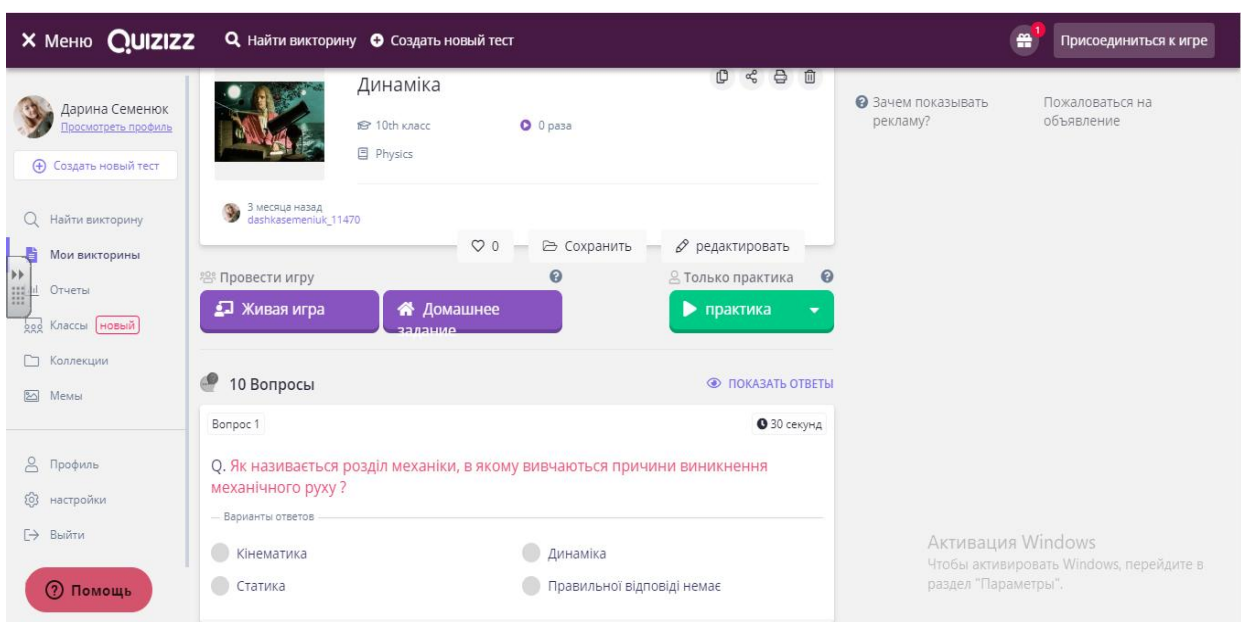 Меню QUIZIZZ Найти викторину Создать новый тест 1 Присоединиться к игре
Дарина Семенюк
Просмотреть профиль
Создать новый тест
Найти викторину
Мои викторины
Отчеты
Классы новый
Коллекции
Мемы
Профиль
настройки
Выйти
Помощь
Динаміка
10th класс 0 раза
Physics
3 месяца назад
dashkasemeniuk_11470
0 Сохранить редактировать
Провести игру Только практика
Живая игра Домашнее задание практика
10 Вопросы ПОКАЗАТЬ ОТВЕТЫ
Вопрос 1 30 секунд
Q. Як називається розділ механіки, в якому вивчаються причини виникнення
механічного руху ?
Варианты ответов
Кінематика Динаміка
Статика Правильної відповіді немає
Зачем показывать
рекламу?
Пожаловаться на
объявление
Активация Windows
Чтобы активировать Windows, перейдите в
раздел "Параметры".